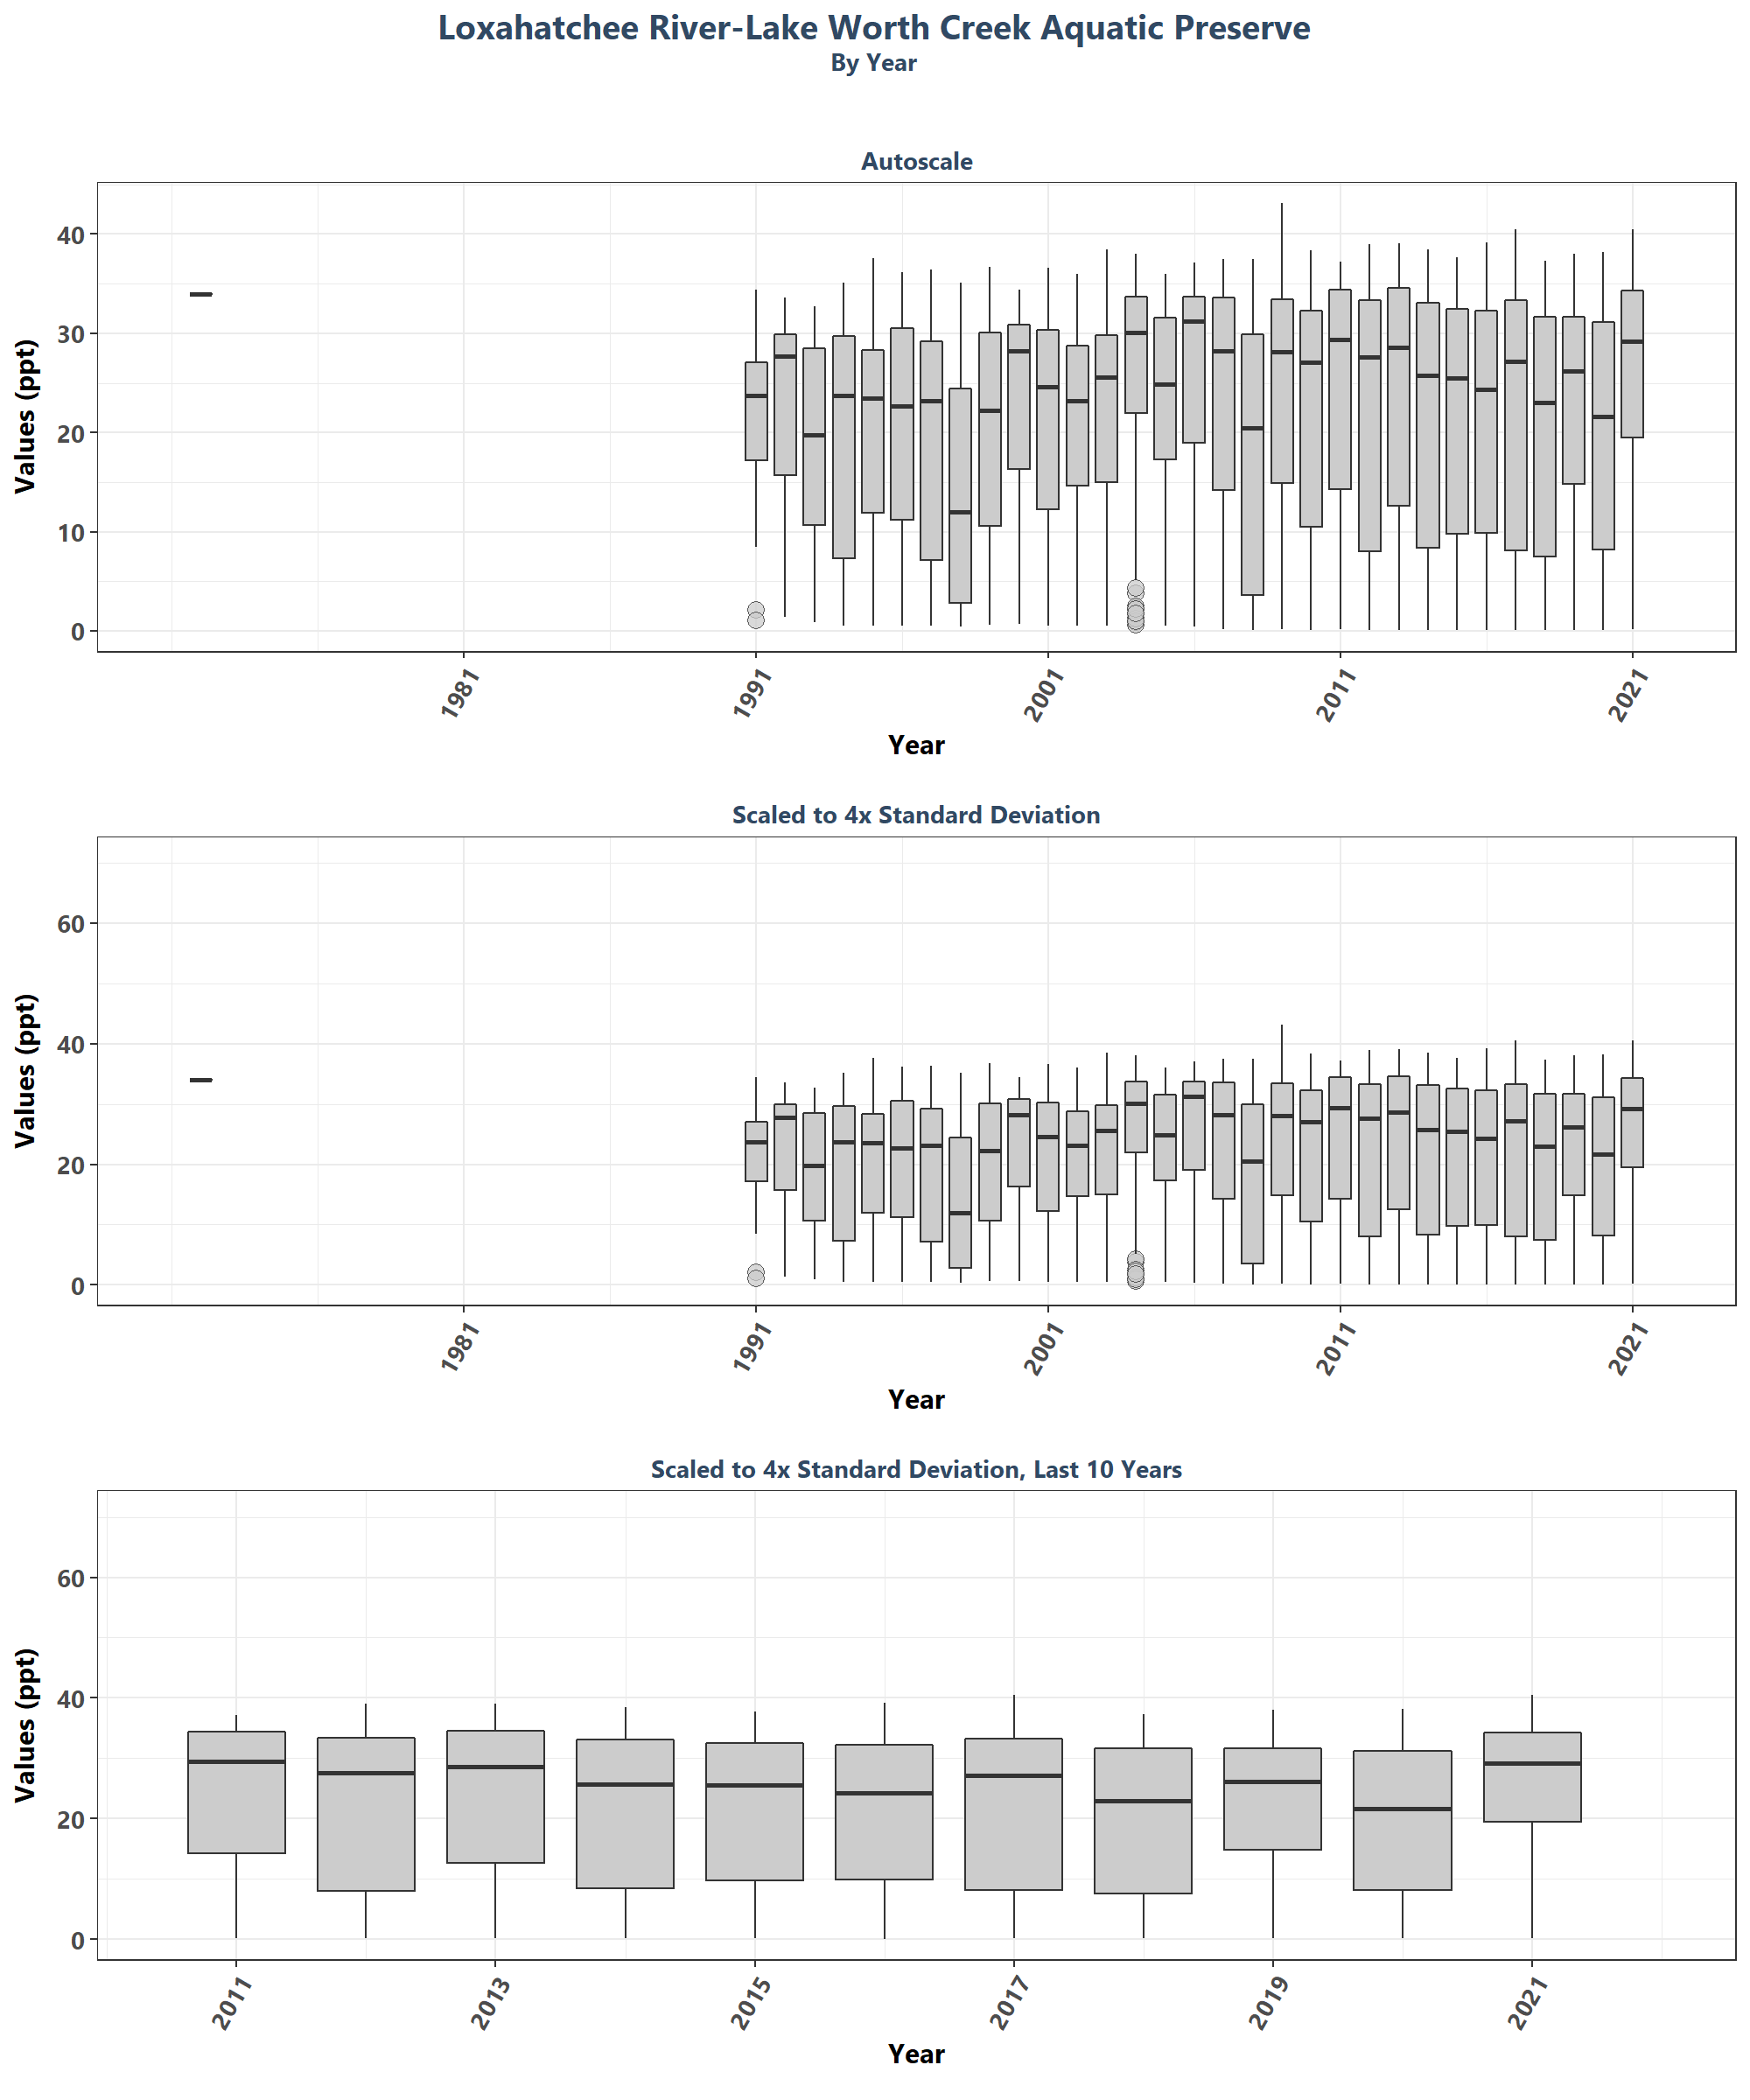 Loxahatchee River-Lake Worth Creek Aquatic Preserve
By Year
Autoscale
Values (ppt)
40
30
20
10
0
1981
1991
2001
2011
2021
Year
Scaled to 4x Standard Deviation
Values (ppt)
60
40
20
0
1981
1991
2001
2011
2021
Year
Scaled to 4x Standard Deviation, Last 10 Years
Values (ppt)
60
40
20
0
2011
2013
2015
2017
2019
2021
Year